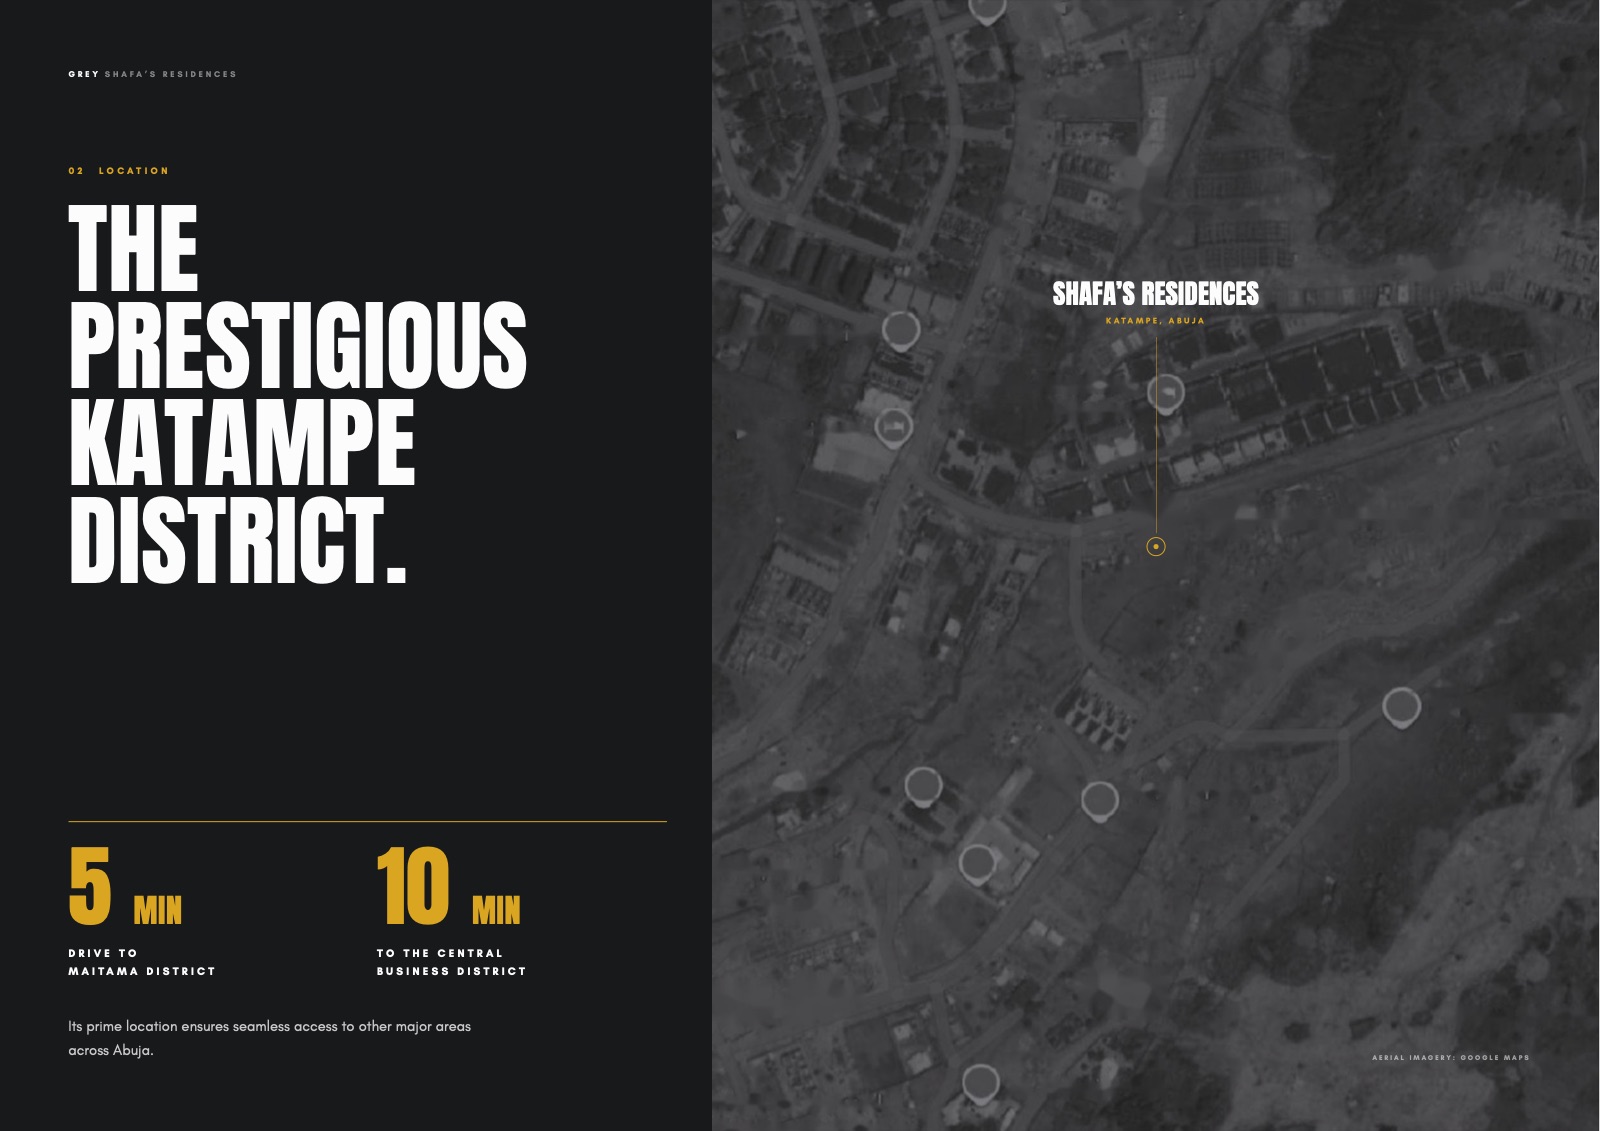 GREY SHAFA'S RESIDENCES
02 LOCATION
THE
PRESTIGIOUS
KATAMPE
DISTRICT.
5 MIN
DRIVE TO
MAITAMA DISTRICT
10 MIN
TO THE CENTRAL
BUSINESS DISTRICT
Its prime location ensures seamless access to other major areas
across Abuja.
SHAFA'S RESIDENCES
KATAMPE, ABUJA
AERIAL IMAGERY: GOOGLE MAPS